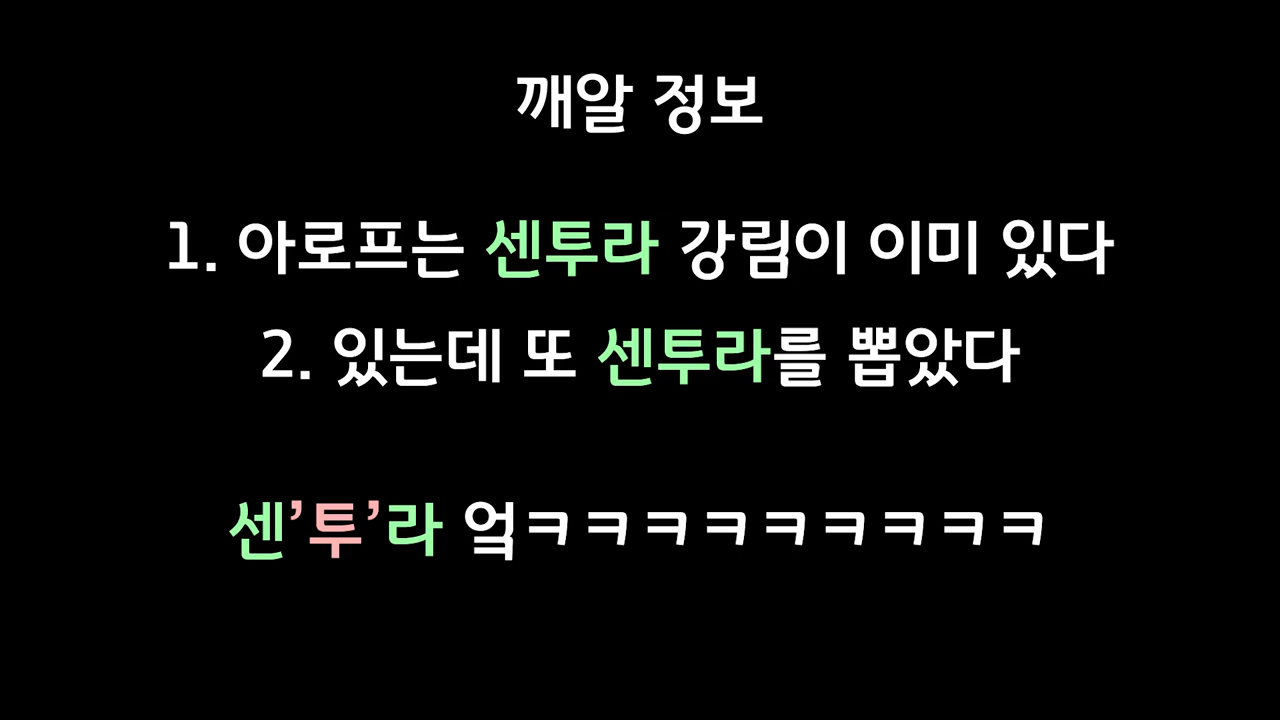 깨알 정보
1. 아로프는 센투라 강림이 이미 있다
2. 있는데 또 센투라를 뽑았다
센’투’라 엌ㅋㅋㅋㅋㅋㅋㅋㅋㅋ